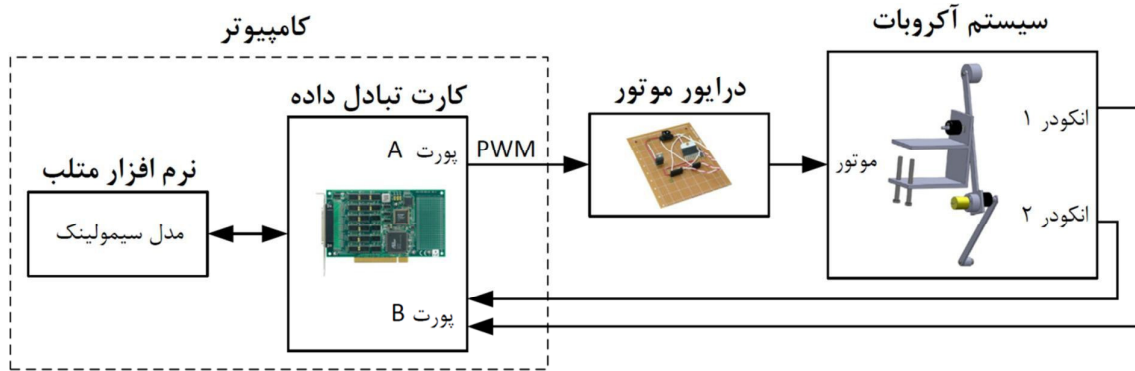 سیستم آکروبات
کامپیوتر
درایور موتور
کارت تبادل داده
انکودر ۱
پورت A
PWM
موتور
نرم افزار متلب
انکودر ۲
مدل سیمولینک
پورت B